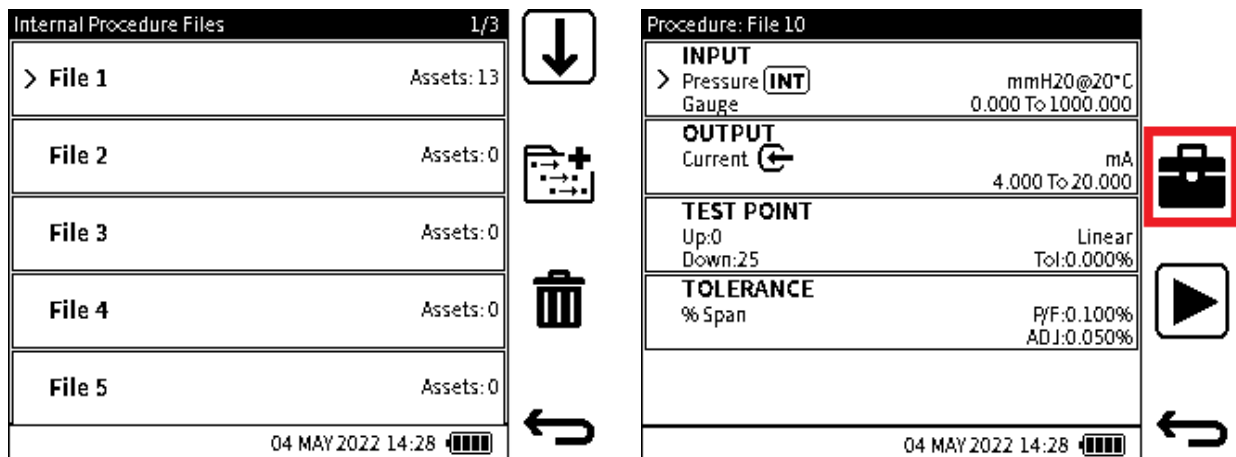 Internal Procedure Files 1/3
> File 1 Assets: 13
File 2 Assets: 0
File 3 Assets: 0
File 4 Assets: 0
File 5 Assets: 0
04 MAY 2022 14:28
Procedure: File 10
INPUT
> Pressure INT mmH20@20°C
Gauge 0.000 To 1000.000
OUTPUT
Current mA
4.000 To 20.000
TEST POINT
Up:0 Linear
Down:25 Tol:0.000%
TOLERANCE
% Span P/F:0.100%
ADJ:0.050%
04 MAY 2022 14:28